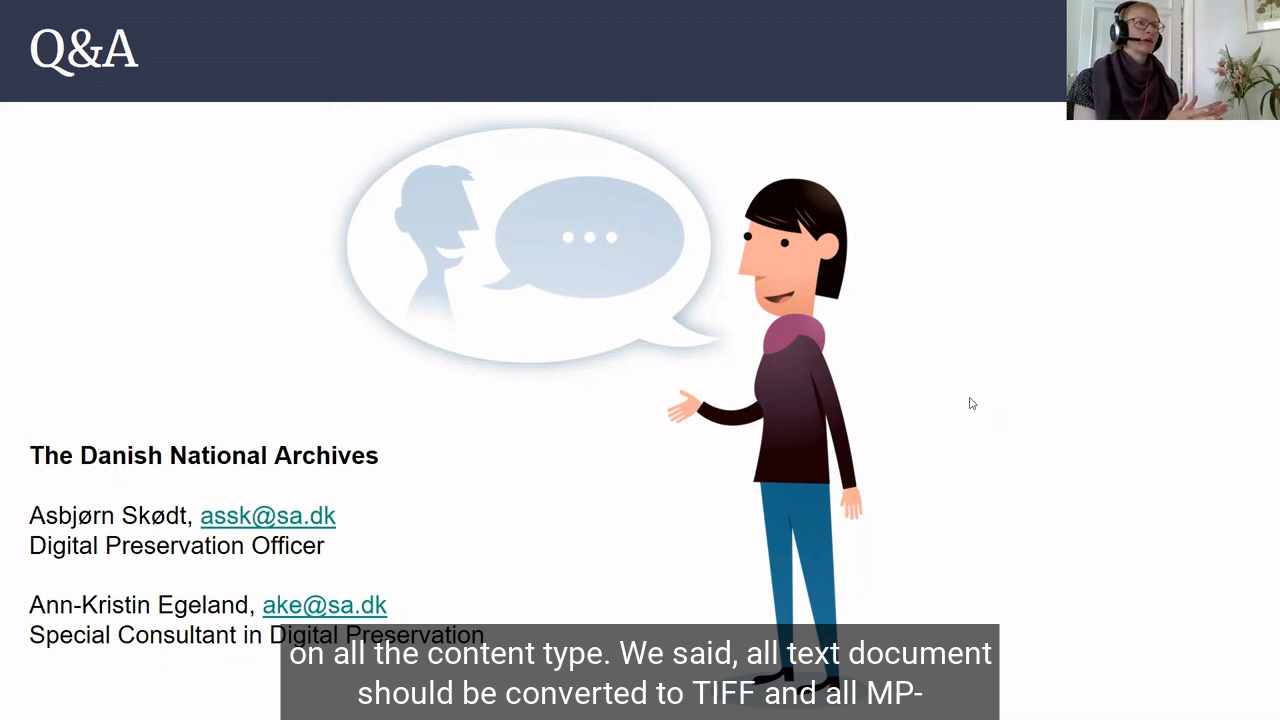 Q&A
The Danish National Archives
Asbjørn Skødt, assk@sa.dk
Digital Preservation Officer
Ann-Kristin Egeland, ake@sa.dk
Special Consultant in Digital Preservation
on all the content type. We said, all text document
should be converted to TIFF and all MP-